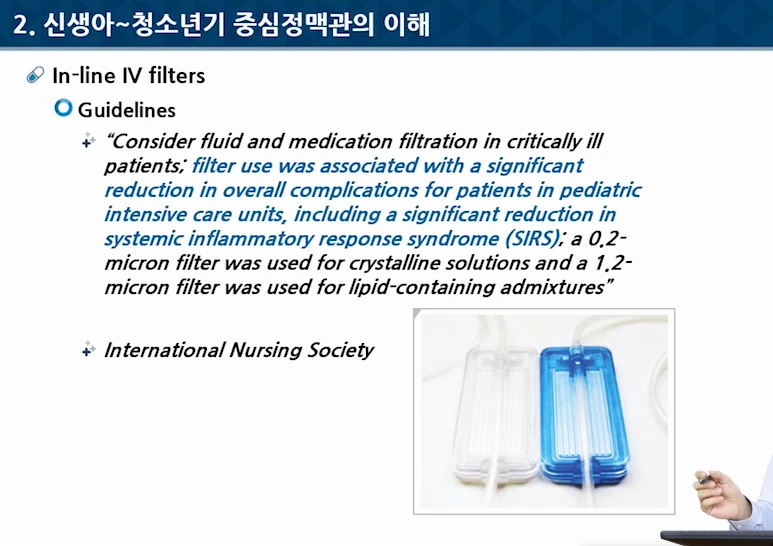 2. 신생아~청소년기 중심정맥관의 이해
In-line IV filters
Guidelines
“Consider fluid and medication filtration in critically ill
patients; filter use was associated with a significant
reduction in overall complications for patients in pediatric
intensive care units, including a significant reduction in
systemic inflammatory response syndrome (SIRS); a 0.2-
micron filter was used for crystalline solutions and a 1.2-
micron filter was used for lipid-containing admixtures”
International Nursing Society